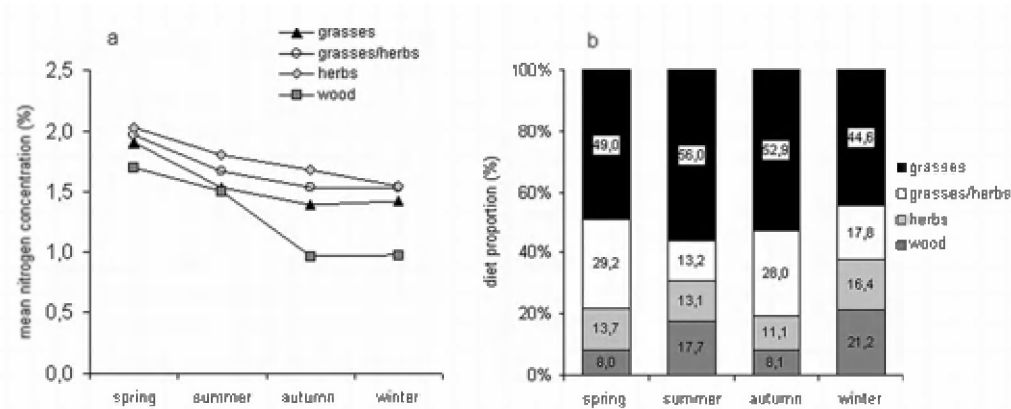 a
grasses
grasses/herbs
herbs
wood
mean nitrogen concentration (%)
2,5
2,0
1,5
1,0
0,5
0,0
spring summer autumn winter
b
diet proportion (%)
100%
80%
60%
40%
20%
0%
49,0 56,0 52,9 44,6
29,2 13,2 28,0 17,8
13,7 13,1 11,1 16,4
8,0 17,7 8,1 21,2
spring summer autumn winter
grasses
grasses/herbs
herbs
wood